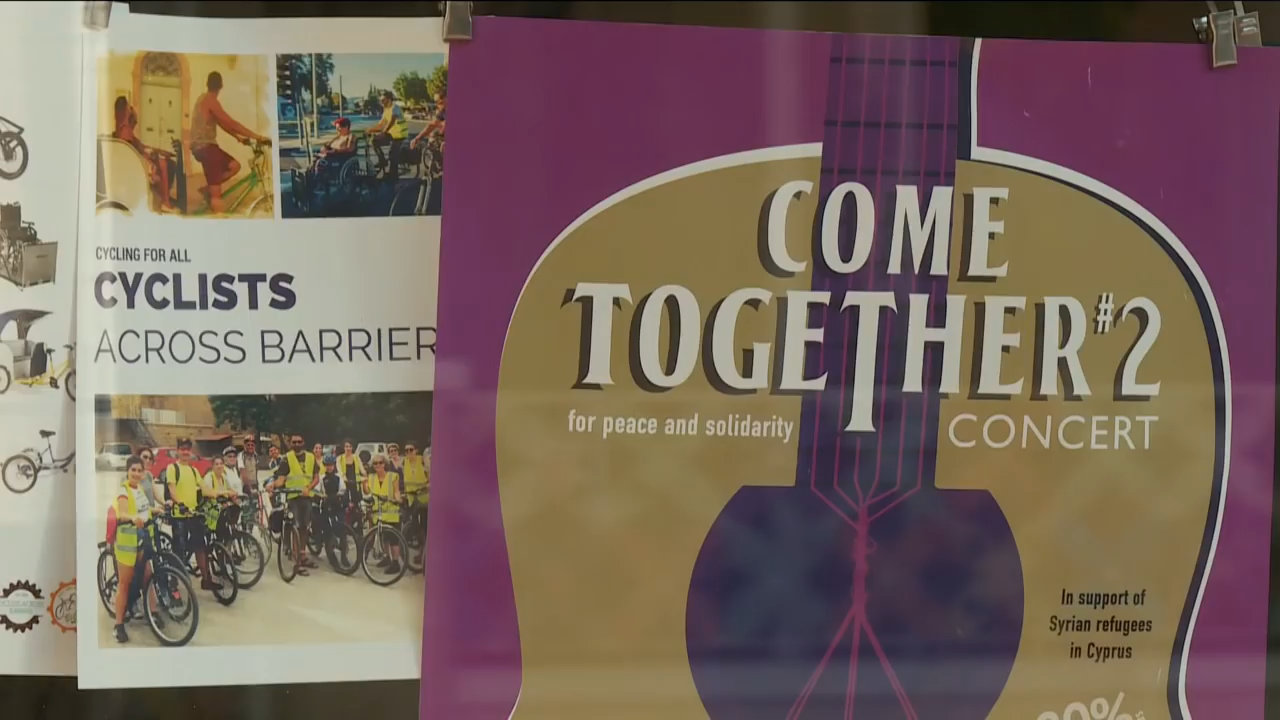 CYCLING FOR ALL
CYCLISTS
ACROSS BARRIER
COME
TOGETHER #2
for peace and solidarity
CONCERT
In support of
Syrian refugees
in Cyprus